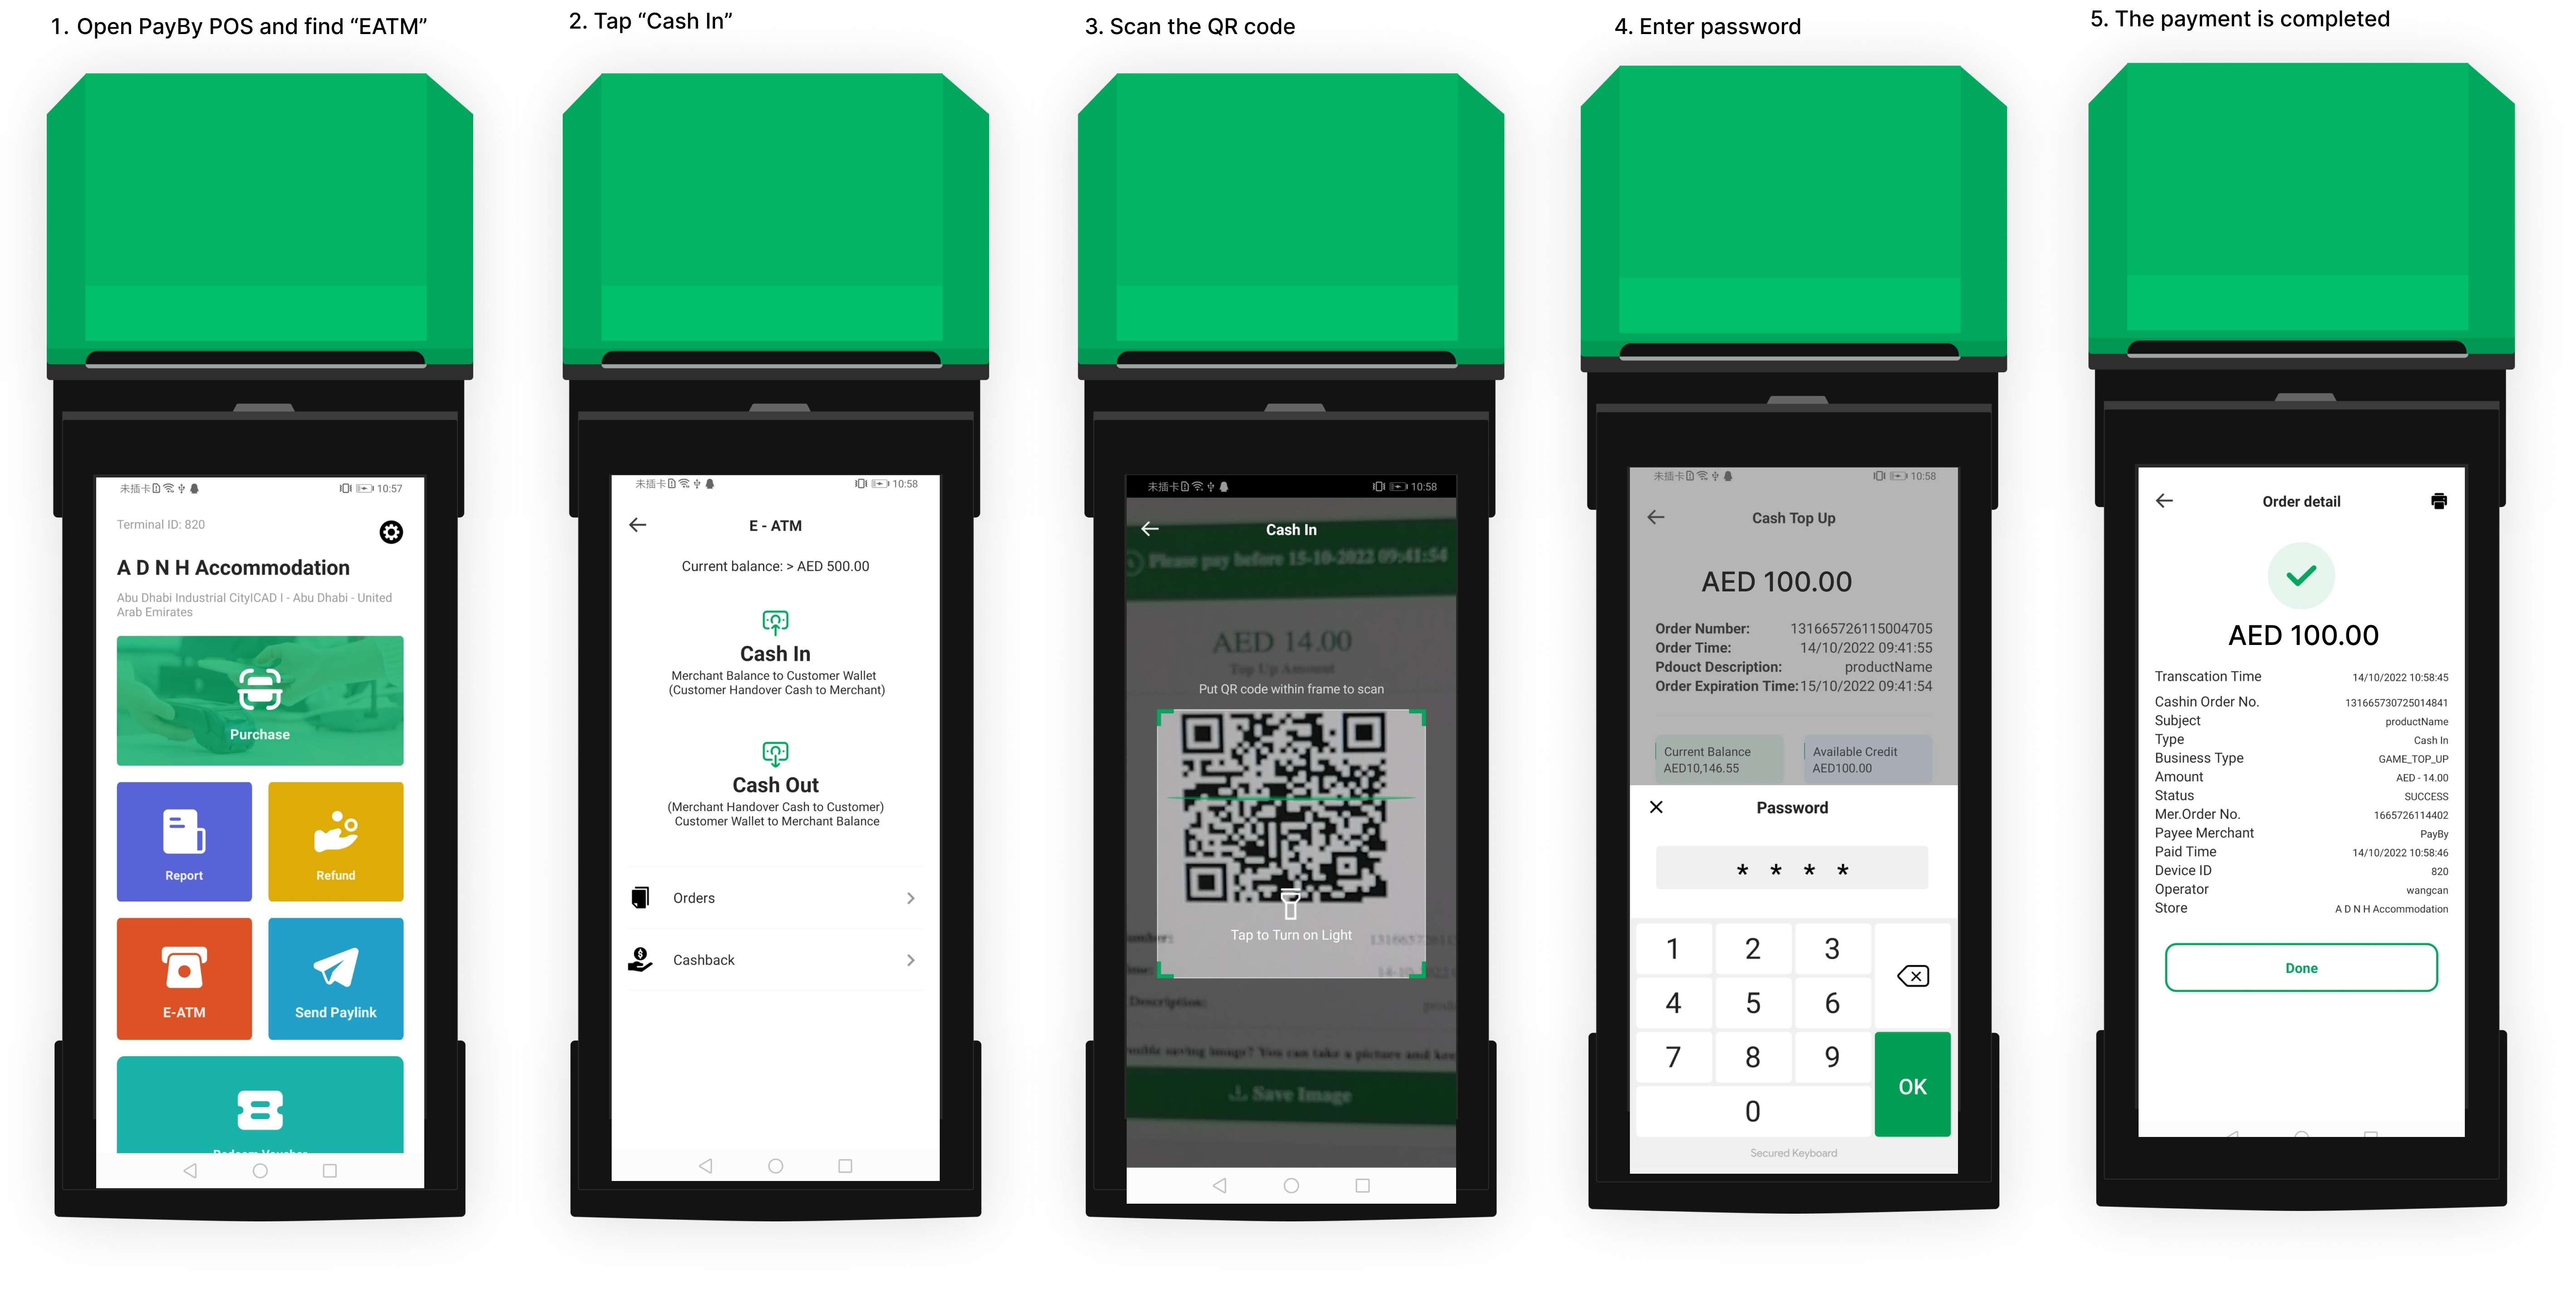 1. Open PayBy POS and find “EATM”
未插卡 10:57
Terminal ID: 820
A D N H Accommodation
Abu Dhabi Industrial CityICAD I - Abu Dhabi - United
Arab Emirates
Purchase
Report
Refund
E-ATM
Send Paylink
Redeem Voucher
2. Tap “Cash In”
未插卡 10:58
E - ATM
Current balance: > AED 500.00
Cash In
Merchant Balance to Customer Wallet
(Customer Handover Cash to Merchant)
Cash Out
(Merchant Handover Cash to Customer)
Customer Wallet to Merchant Balance
Orders
Cashback
3. Scan the QR code
未插卡 10:58
Cash In
Please pay before 15-10-2022 09:41:54
AED 14.00
Top Up Amount
Put QR code within frame to scan
Tap to Turn on Light
Description:
saving image? You can take a picture and
Save Image
4. Enter password
未插卡 10:58
Cash Top Up
AED 100.00
Order Number: 131665726115004705
Order Time: 14/10/2022 09:41:55
Pdouct Description: productName
Order Expiration Time: 15/10/2022 09:41:54
Current Balance
AED10,146.55
Available Credit
AED100.00
Password
* * * *
1 2 3
4 5 6
7 8 9
0
OK
Secured Keyboard
5. The payment is completed
Order detail
AED 100.00
Transcation Time 14/10/2022 10:58:45
Cashin Order No. 131665730725014841
Subject productName
Type Cash In
Business Type GAME_TOP_UP
Amount AED - 14.00
Status SUCCESS
Mer.Order No. 1665726114402
Payee Merchant PayBy
Paid Time 14/10/2022 10:58:46
Device ID 820
Operator wangcan
Store A D N H Accommodation
Done